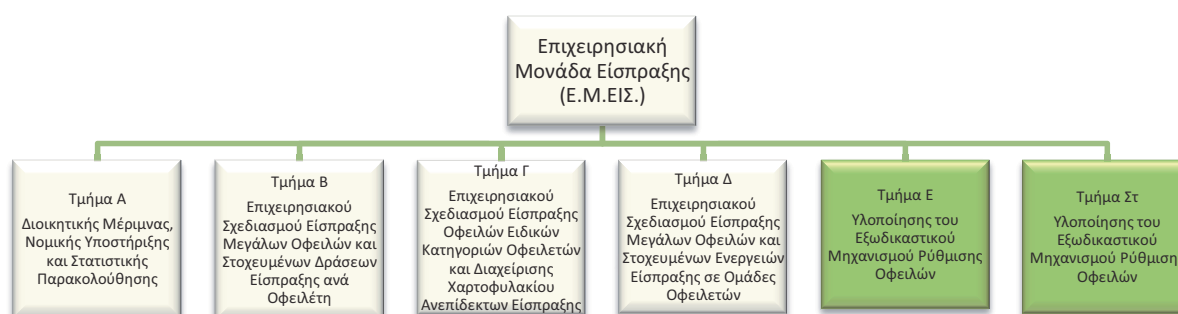 Επιχειρησιακή
Μονάδα Είσπραξης
(Ε.Μ.ΕΙΣ.)
Τμήμα Α
Διοικητικής Μέριμνας,
Νομικής Υποστήριξης
και Στατιστικής
Παρακολούθησης
Τμήμα Β
Επιχειρησιακού
Σχεδιασμού Είσπραξης
Μεγάλων Οφειλών και
Στοχευμένων Δράσεων
Είσπραξης ανά
Οφειλέτη
Τμήμα Γ
Επιχειρησιακού
Σχεδιασμού Είσπραξης
Οφειλών Ειδικών
Κατηγοριών Οφειλετών
και Διαχείρισης
Χαρτοφυλακίου
Ανεπίδεκτων Είσπραξης
Τμήμα Δ
Επιχειρησιακού
Σχεδιασμού Είσπραξης
Μεγάλων Οφειλών και
Στοχευμένων Ενεργειών
Είσπραξης σε Ομάδες
Οφειλετών
Τμήμα Ε
Υλοποίησης του
Εξωδικαστικού
Μηχανισμού Ρύθμισης
Οφειλών
Τμήμα Στ
Υλοποίησης του
Εξωδικαστικού
Μηχανισμού Ρύθμισης
Οφειλών